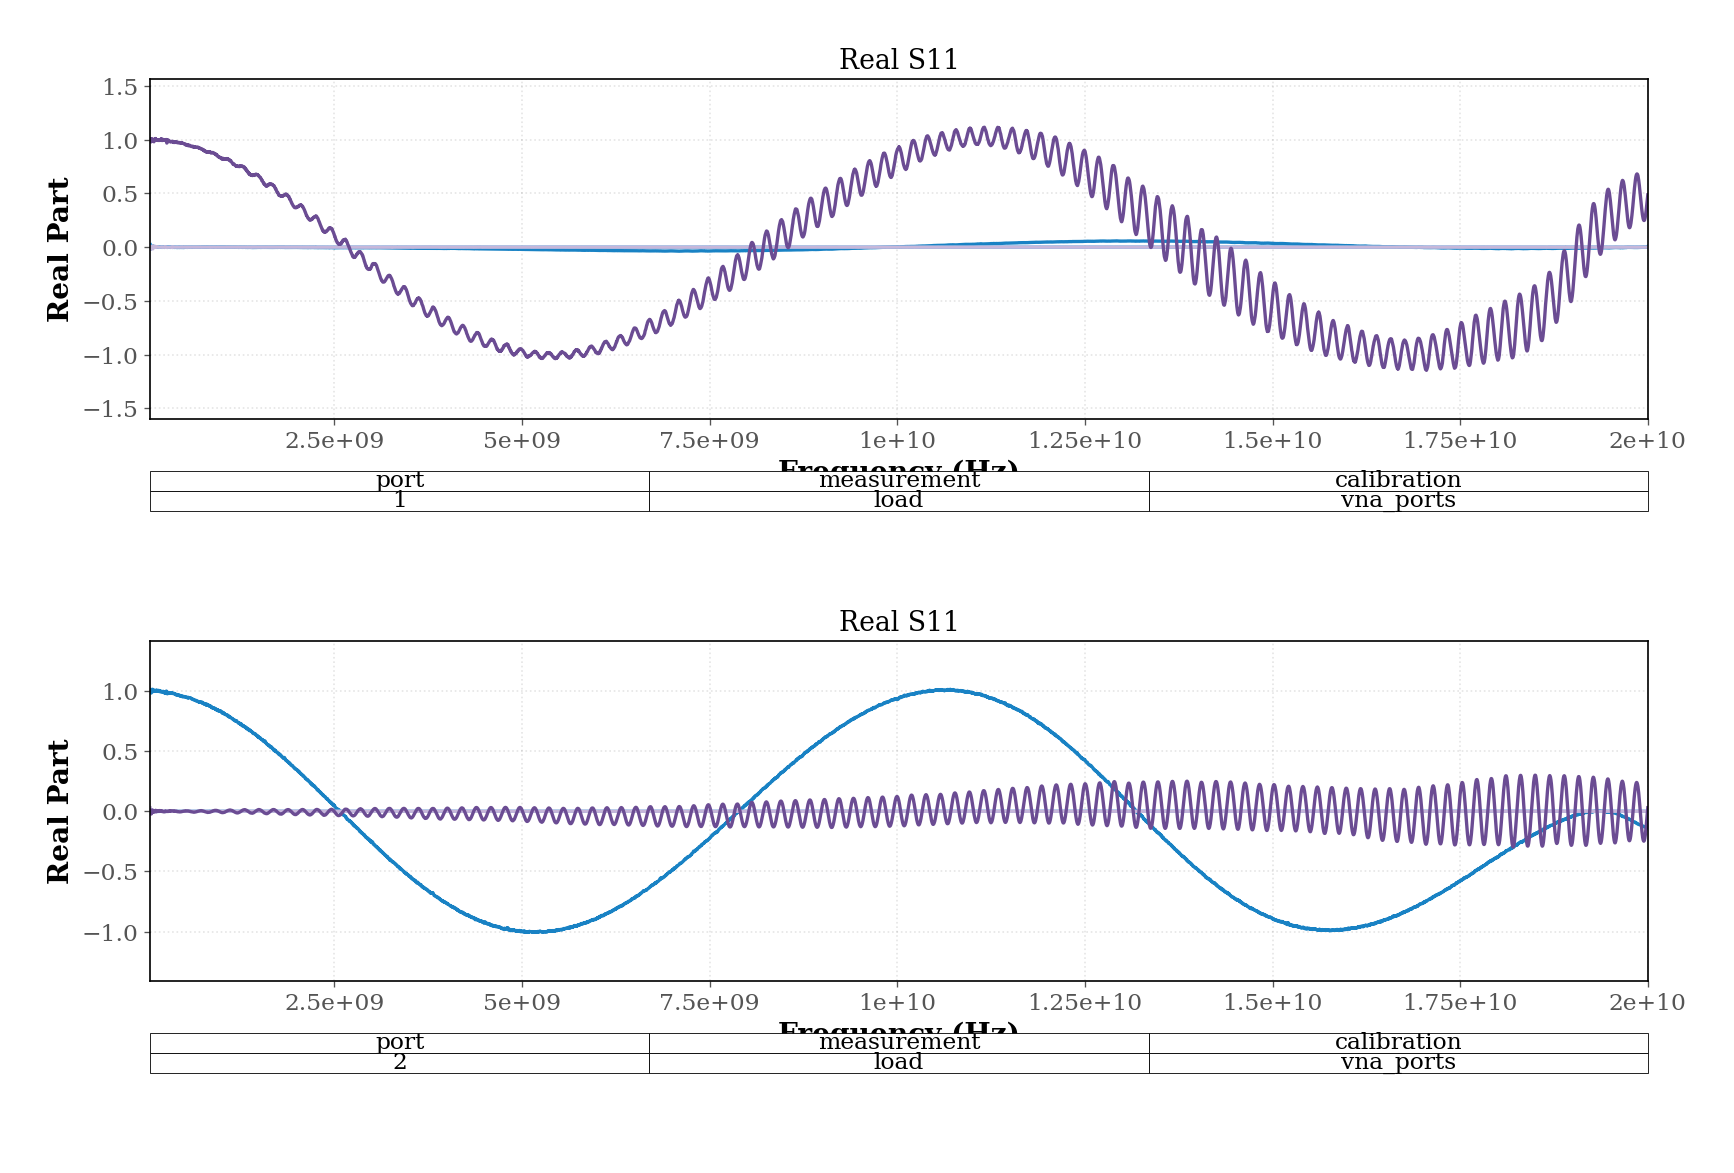 Real S11
Real Part
1.5
1.0
0.5
0.0
−0.5
−1.0
−1.5
2.5e+09 5e+09 7.5e+09 1e+10 1.25e+10 1.5e+10 1.75e+10 2e+10
Frequency (Hz)
port measurement calibration
1 load vna_ports
Real S11
Real Part
1.0
0.5
0.0
−0.5
−1.0
2.5e+09 5e+09 7.5e+09 1e+10 1.25e+10 1.5e+10 1.75e+10 2e+10
Frequency (Hz)
port measurement calibration
2 load vna_ports